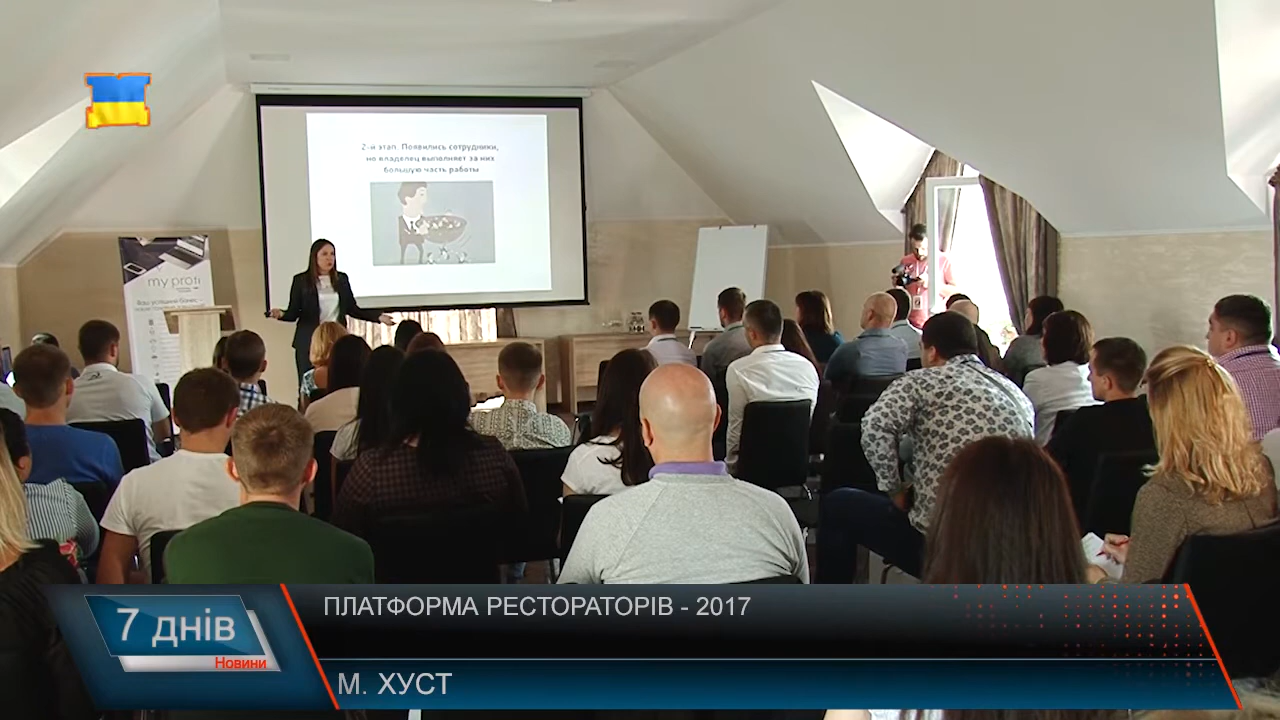 2-й этап. Появились сотрудники,
но владелец выполняет за них
большую часть работы
my profi
ПЛАТФОРМА РЕСТОРАТОРІВ - 2017
7 днів
Новини
М. ХУСТ